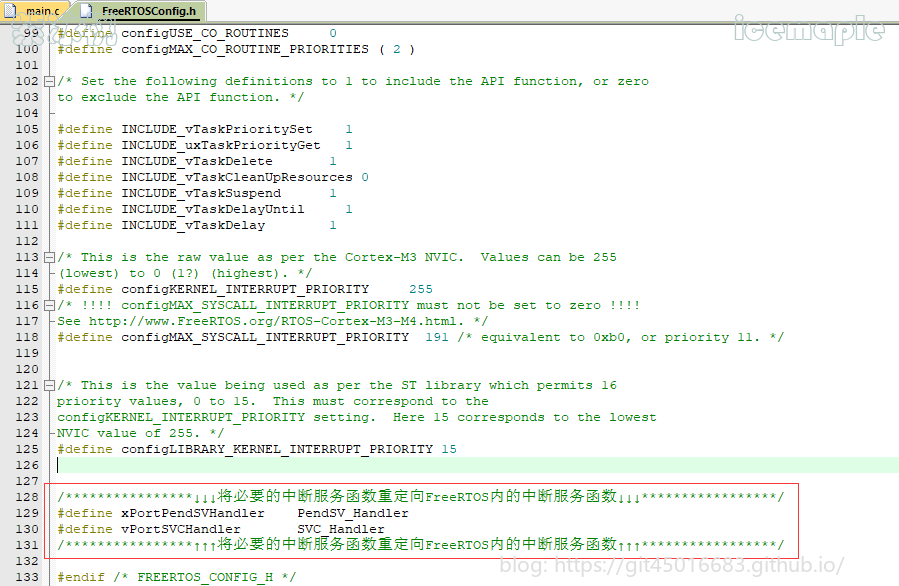 main.c FreeRTOSConfig.h
icemaple
99 #define configUSE_CO_ROUTINES 0
100 #define configMAX_CO_ROUTINE_PRIORITIES ( 2 )
101
102 /* Set the following definitions to 1 to include the API function, or zero
103 to exclude the API function. */
104
105 #define INCLUDE_vTaskPrioritySet 1
106 #define INCLUDE_uxTaskPriorityGet 1
107 #define INCLUDE_vTaskDelete 1
108 #define INCLUDE_vTaskCleanUpResources 0
109 #define INCLUDE_vTaskSuspend 1
110 #define INCLUDE_vTaskDelayUntil 1
111 #define INCLUDE_vTaskDelay 1
112
113 /* This is the raw value as per the Cortex-M3 NVIC.  Values can be 255
114 (lowest) to 0 (1?) (highest). */
115 #define configKERNEL_INTERRUPT_PRIORITY 255
116 /* !!!! configMAX_SYSCALL_INTERRUPT_PRIORITY must not be set to zero !!!!
117 See http://www.FreeRTOS.org/RTOS-Cortex-M3-M4.html. */
118 #define configMAX_SYSCALL_INTERRUPT_PRIORITY 191 /* equivalent to 0xb0, or priority 11. */
119
120
121 /* This is the value being used as per the ST library which permits 16
122 priority values, 0 to 15.  This must correspond to the
123 configKERNEL_INTERRUPT_PRIORITY setting.  Here 15 corresponds to the lowest
124 NVIC value of 255. */
125 #define configLIBRARY_KERNEL_INTERRUPT_PRIORITY 15
126
127
128 /****************↓↓↓将必要的中断服务函数重定向FreeRTOS内的中断服务函数↓↓↓*****************/
129 #define xPortPendSVHandler PendSV_Handler
130 #define vPortSVCHandler SVC_Handler
131 /****************↑↑↑将必要的中断服务函数重定向FreeRTOS内的中断服务函数↑↑↑*****************/
132
133 #endif /* FREERTOS_CONFIG_H */
blog: https://git45016683.github.io/